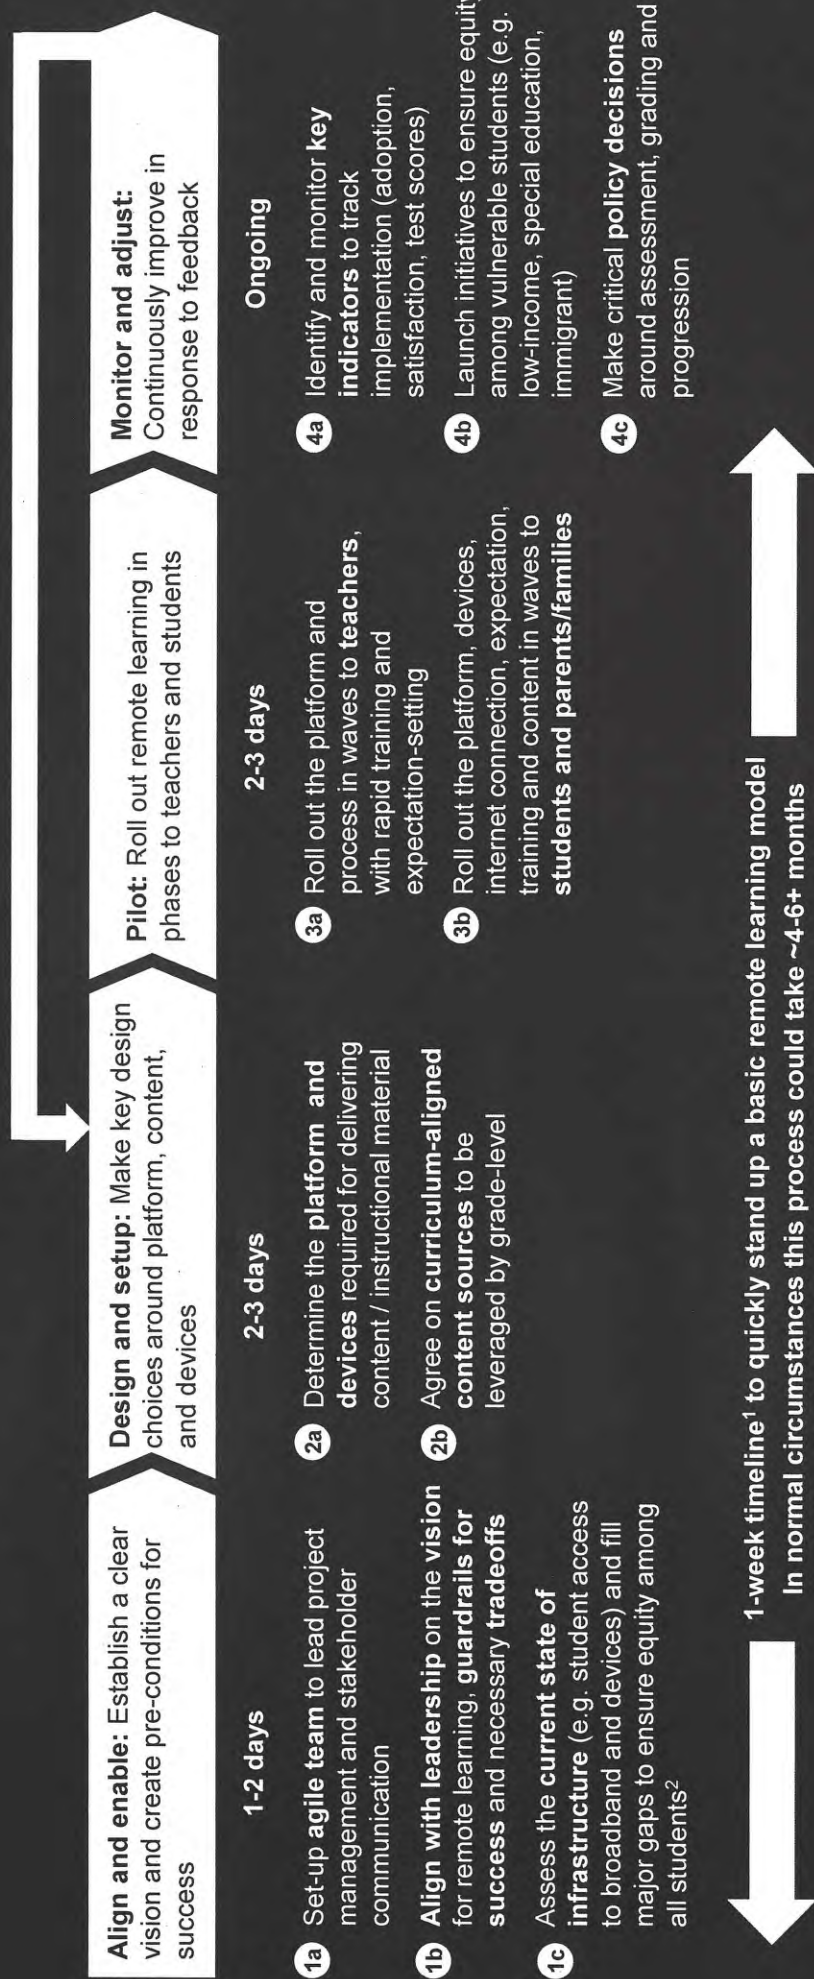 Align and enable: Establish a clear
vision and create pre-conditions for
success
1-2 days
1a Set-up agile team to lead project
management and stakeholder
communication
1b Align with leadership on the vision
for remote learning, guardrails for
success and necessary tradeoffs
1c Assess the current state of
infrastructure (e.g. student access
to broadband and devices) and fill
major gaps to ensure equity among
all students2
Design and setup: Make key design
choices around platform, content,
and devices
2-3 days
2a Determine the platform and
devices required for delivering
content / instructional material
2b Agree on curriculum-aligned
content sources to be
leveraged by grade-level
Pilot: Roll out remote learning in
phases to teachers and students
2-3 days
3a Roll out the platform and
process in waves to teachers,
with rapid training and
expectation-setting
3b Roll out the platform, devices,
internet connection, expectation,
training and content in waves to
students and parents/families
Monitor and adjust:
Continuously improve in
response to feedback
Ongoing
4a Identify and monitor key
indicators to track
implementation (adoption,
satisfaction, test scores)
4b Launch initiatives to ensure equity
among vulnerable students (e.g.
low-income, special education,
immigrant)
4c Make critical policy decisions
around assessment, grading and
progression
1-week timeline1 to quickly stand up a basic remote learning model
In normal circumstances this process could take ~4-6+ months